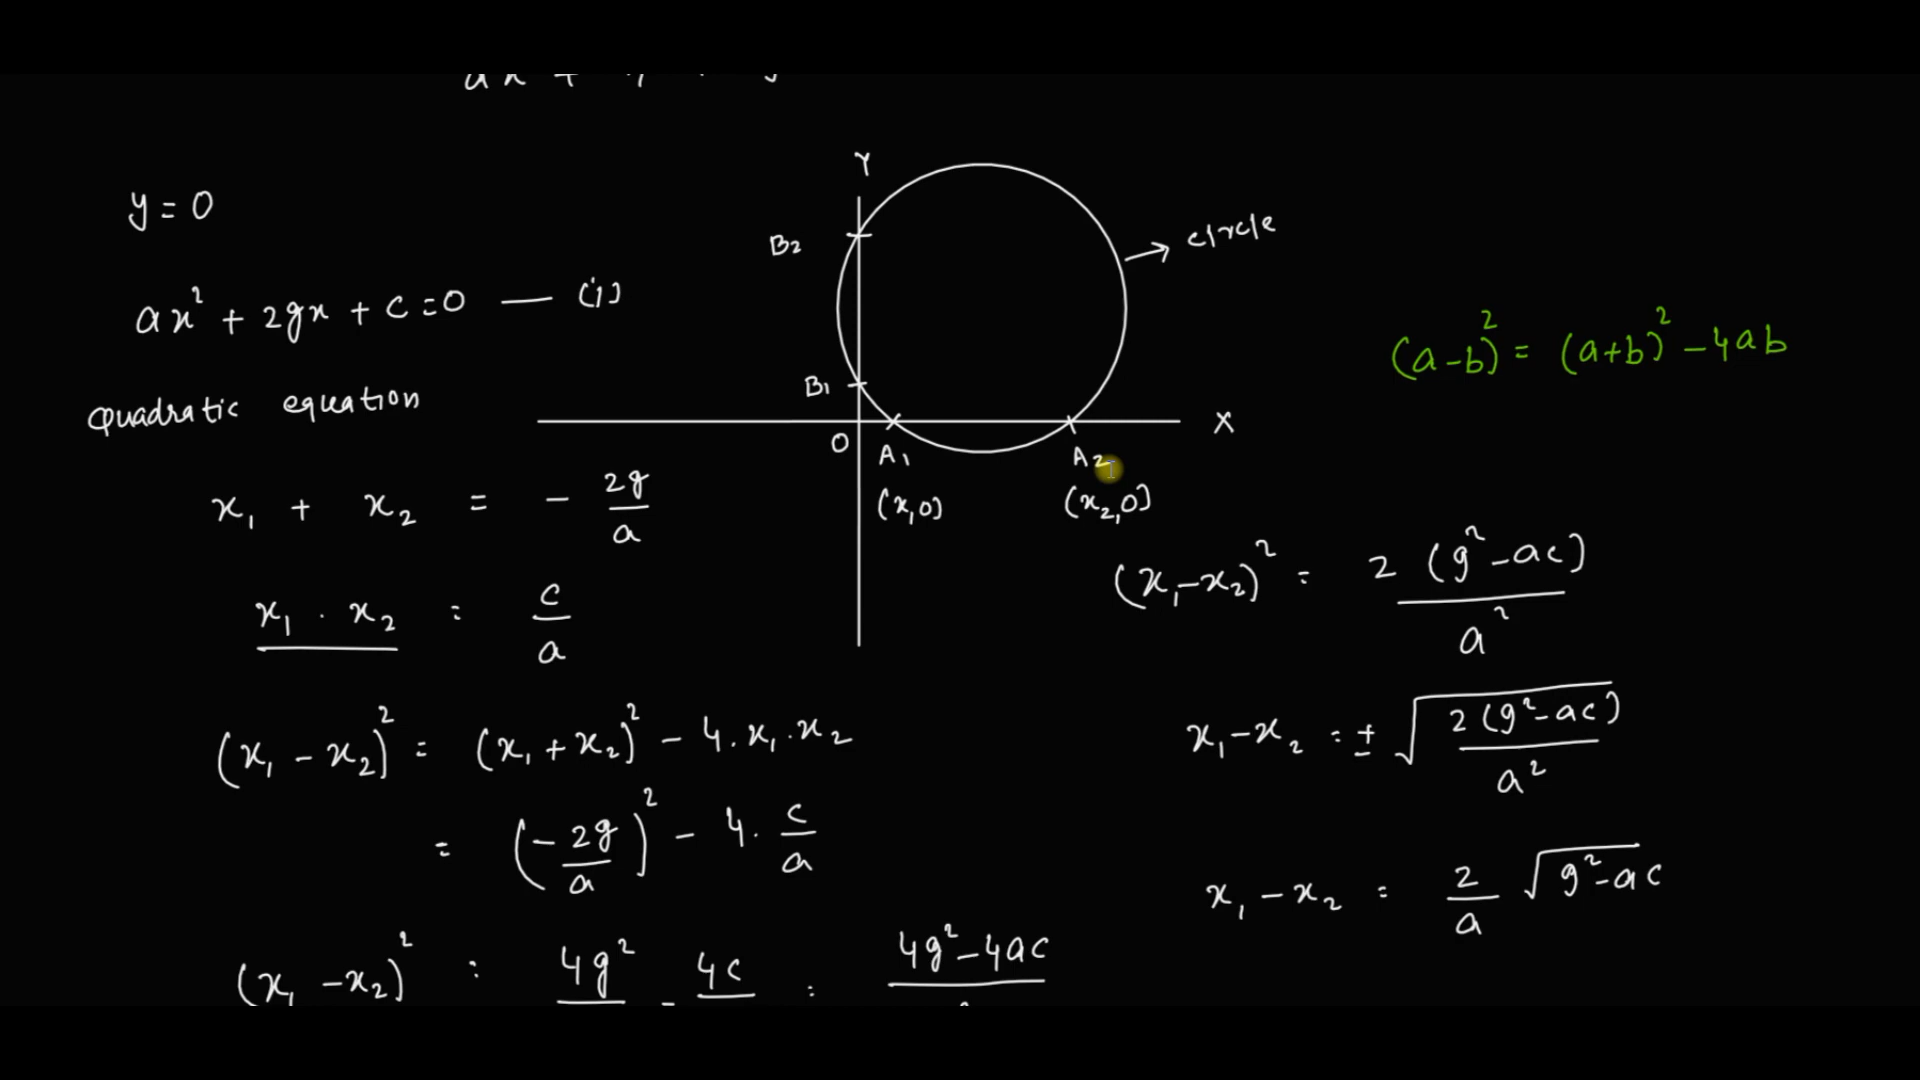 y = 0
ax² + 2gx + c = 0 — (i)
Quadratic equation
x₁ + x₂ = - 2g/a
x₁ . x₂ = c/a
(x₁ - x₂)² = (x₁ + x₂)² - 4.x₁.x₂
= (-2g/a)² - 4. c/a
(x₁ - x₂)² = 4g² - 4c = 4g² - 4ac
Y
B₂
→ circle
B₁
O
X
A₁
A₂
(x₁0)
(x₂,0)
(a-b)² = (a+b)² - 4ab
(x₁-x₂)² = 2 (g²-ac)/a²
x₁-x₂ = ± √(2(g²-ac)/a²)
x₁ - x₂ = 2/a √g²-ac